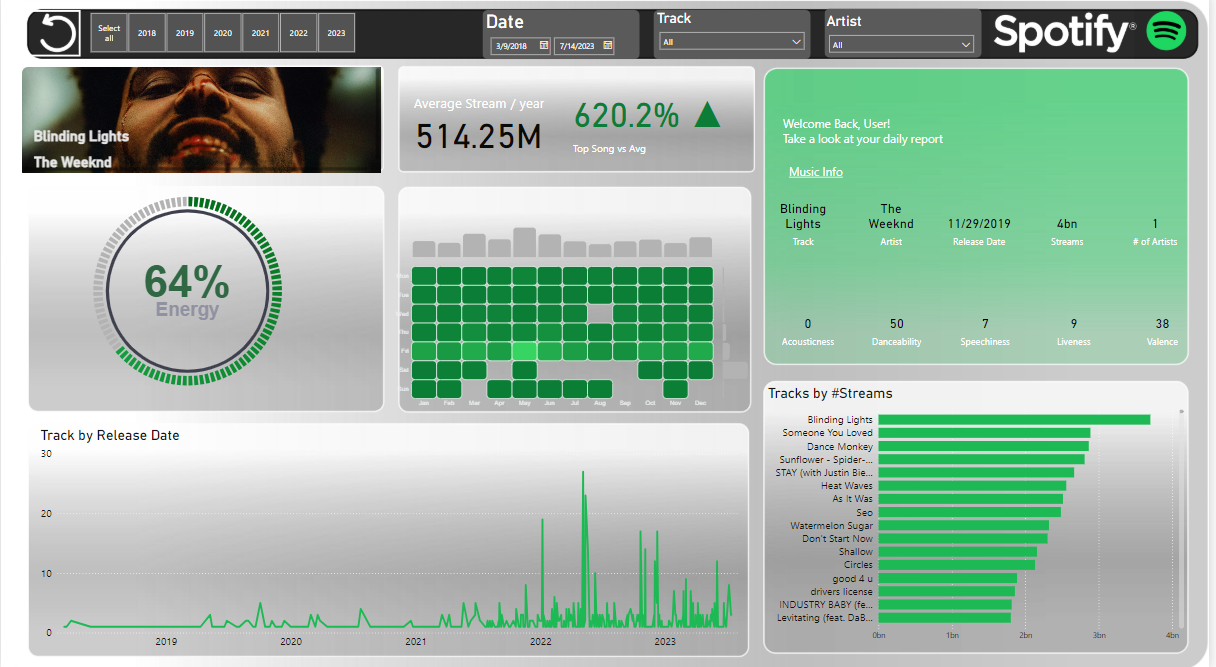 Select all
2018
2019
2020
2021
2022
2023
Date
3/9/2018
7/14/2023
Track
All
Artist
All
Spotify®
Blinding Lights
The Weeknd
Average Stream / year
514.25M
620.2%
Top Song vs Avg
Welcome Back, User!
Take a look at your daily report
Music Info
Blinding Lights
Track
The Weeknd
Artist
11/29/2019
Release Date
4bn
Streams
1
# of Artists
0
Acousticness
50
Danceability
7
Speechiness
9
Liveness
38
Valence
64%
Energy
Mon
Tue
Wed
Thu
Fri
Sat
Sun
Jan
Feb
Mar
Apr
May
Jun
Jul
Aug
Sep
Oct
Nov
Dec
Track by Release Date
30
20
10
0
2019
2020
2021
2022
2023
Tracks by #Streams
Blinding Lights
Someone You Loved
Dance Monkey
Sunflower - Spider-...
STAY (with Justin Bie...
Heat Waves
As It Was
Seo
Watermelon Sugar
Don't Start Now
Shallow
Circles
good 4 u
drivers license
INDUSTRY BABY (fe...
Levitating (feat. DaB...
0bn
1bn
2bn
3bn
4bn